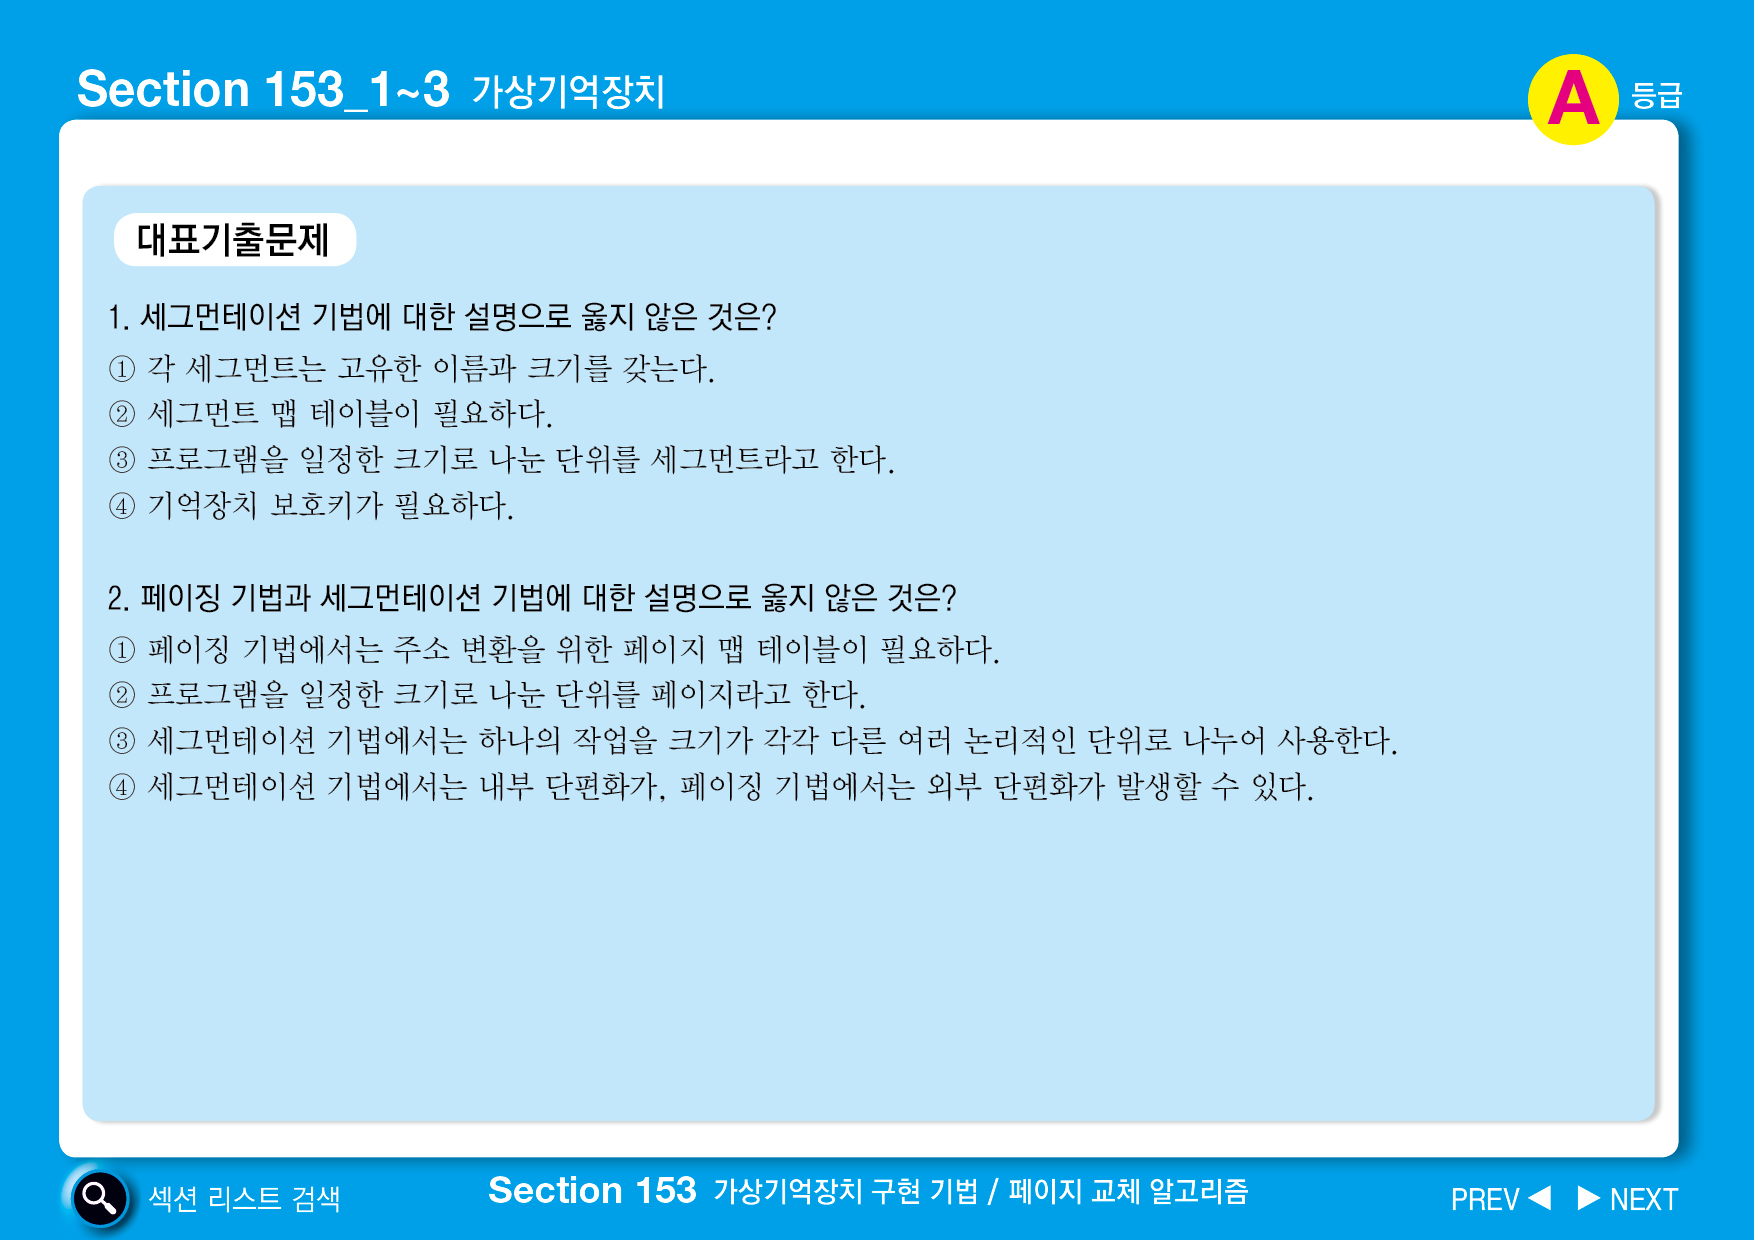 Section 153_1~3 가상기억장치
A 등급
대표기출문제
1. 세그먼테이션 기법에 대한 설명으로 옳지 않은 것은?
① 각 세그먼트는 고유한 이름과 크기를 갖는다.
② 세그먼트 맵 테이블이 필요하다.
③ 프로그램을 일정한 크기로 나눈 단위를 세그먼트라고 한다.
④ 기억장치 보호키가 필요하다.
2. 페이징 기법과 세그먼테이션 기법에 대한 설명으로 옳지 않은 것은?
① 페이징 기법에서는 주소 변환을 위한 페이지 맵 테이블이 필요하다.
② 프로그램을 일정한 크기로 나눈 단위를 페이지라고 한다.
③ 세그먼테이션 기법에서는 하나의 작업을 크기가 각각 다른 여러 논리적인 단위로 나누어 사용한다.
④ 세그먼테이션 기법에서는 내부 단편화가, 페이징 기법에서는 외부 단편화가 발생할 수 있다.
섹션 리스트 검색
Section 153 가상기억장치 구현 기법 / 페이지 교체 알고리즘
PREV ◀ ▶ NEXT